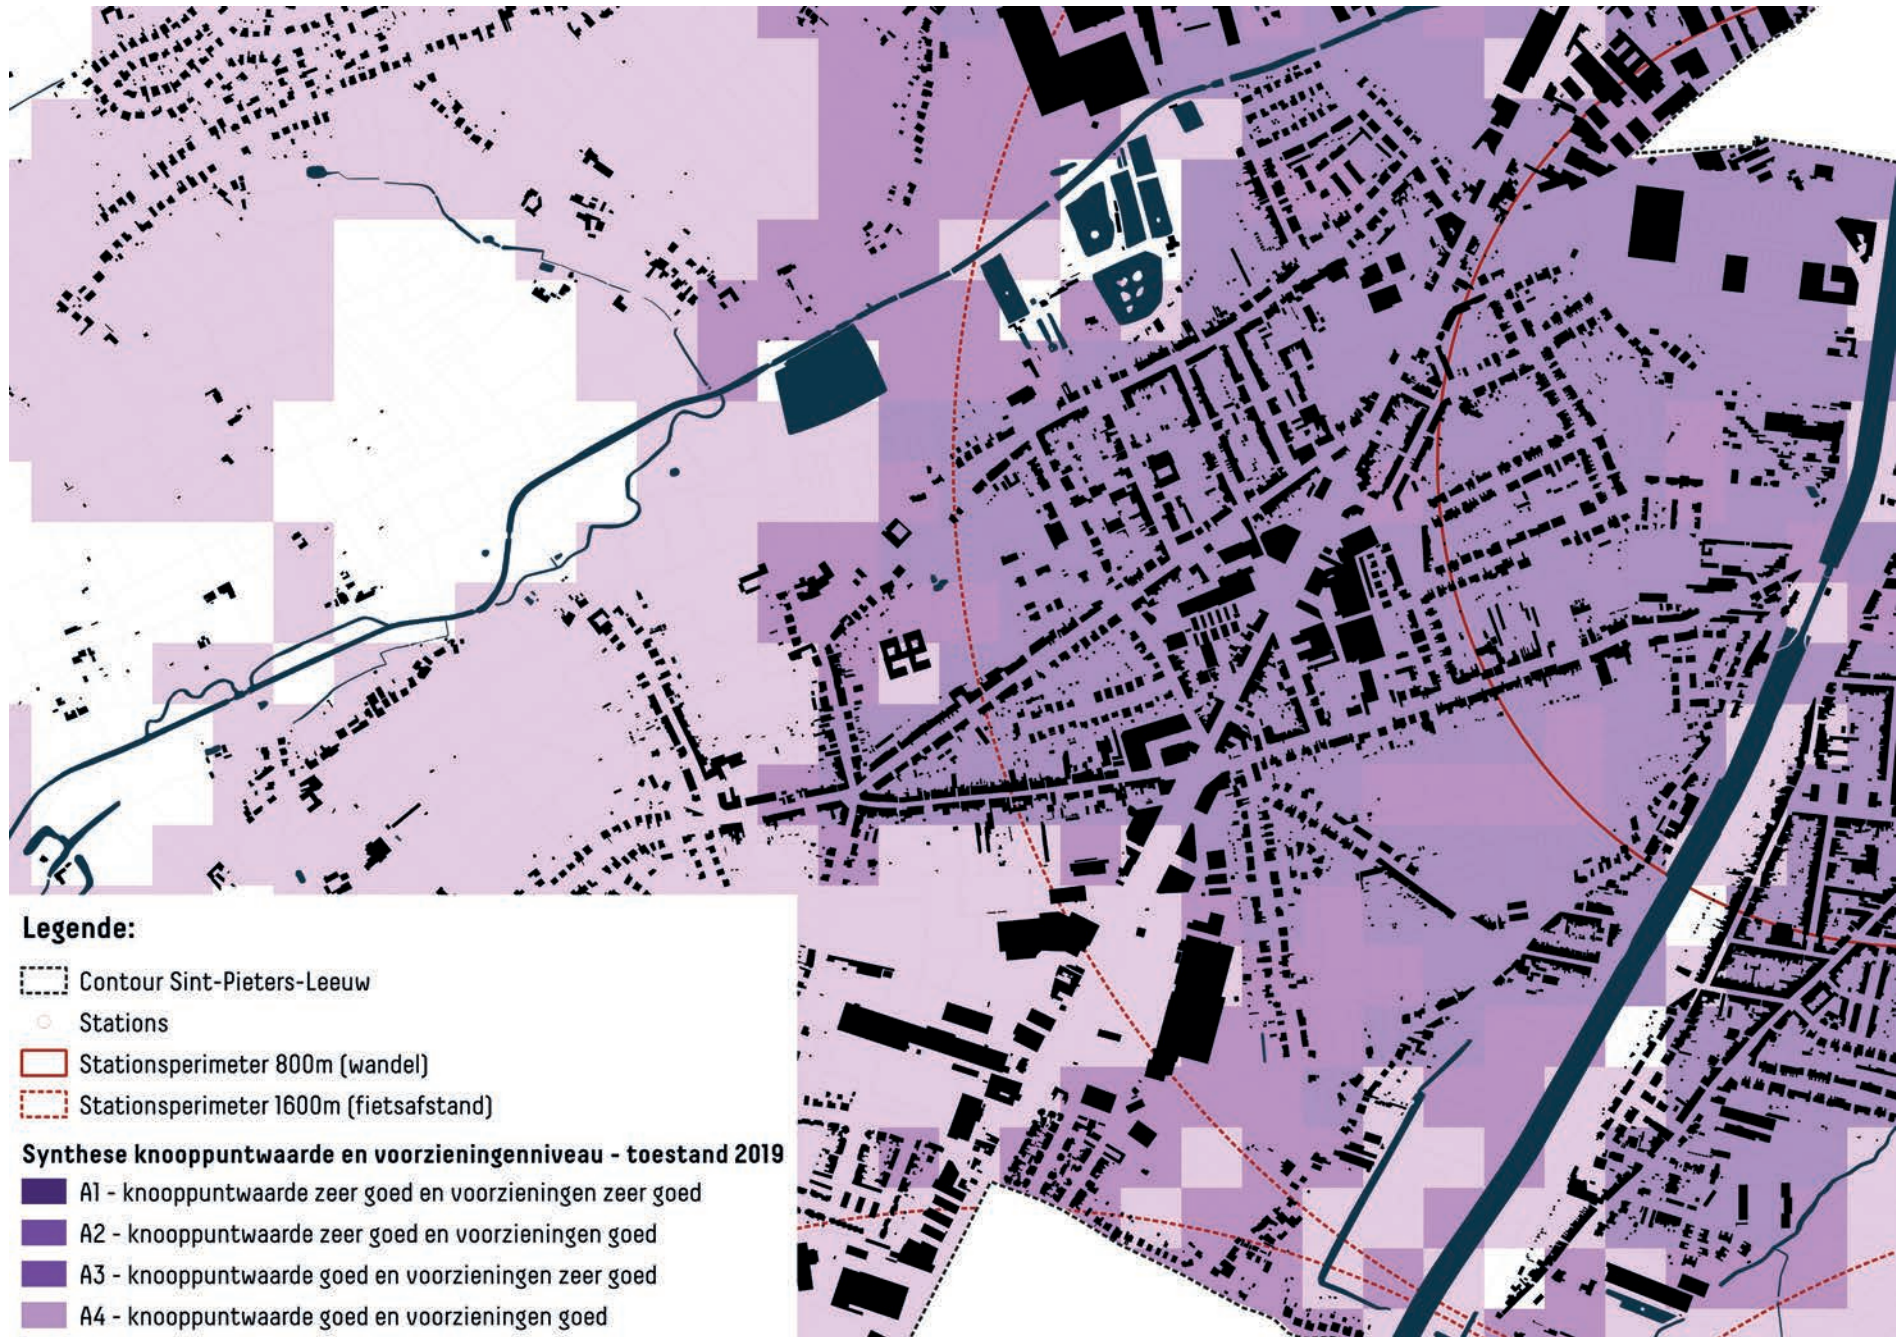 Legende:
Contour Sint-Pieters-Leeuw
Stations
Stationsperimeter 800m (wandel)
Stationsperimeter 1600m (fietsafstand)
Synthese knooppuntwaarde en voorzieningenniveau - toestand 2019
A1 - knooppuntwaarde zeer goed en voorzieningen zeer goed
A2 - knooppuntwaarde zeer goed en voorzieningen goed
A3 - knooppuntwaarde goed en voorzieningen zeer goed
A4 - knooppuntwaarde goed en voorzieningen goed